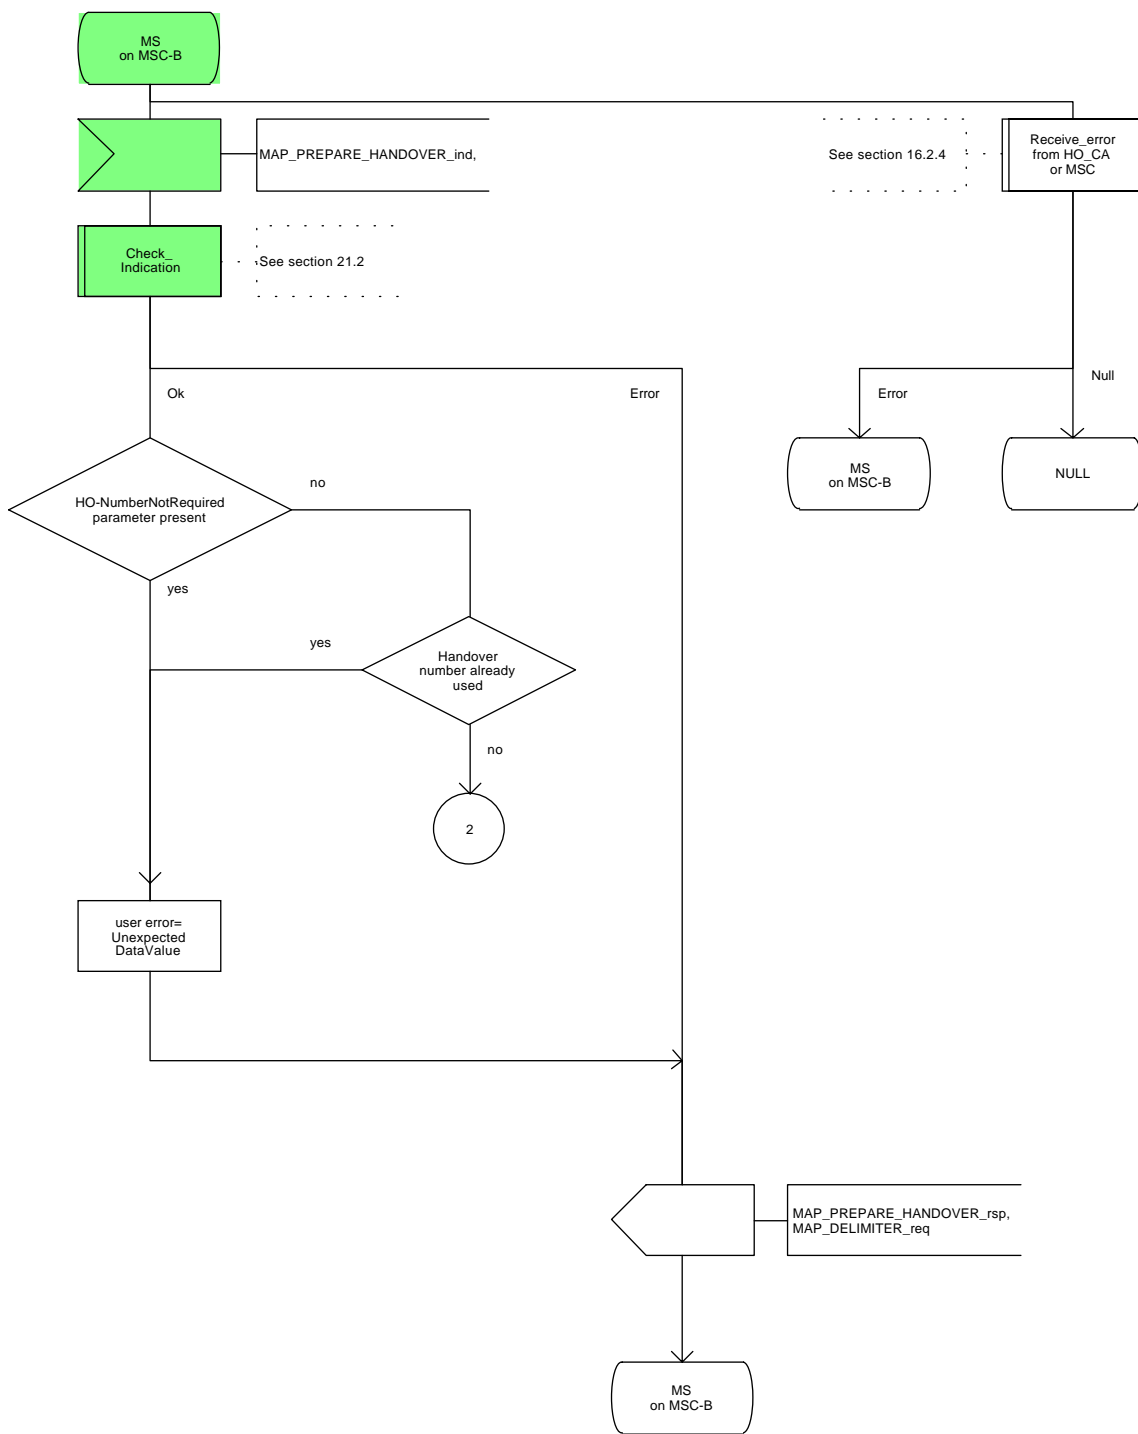 MS
on MSC-B
MAP_PREPARE_HANDOVER_ind,
See section 16.2.4
Receive_error
from HO_CA
or MSC
Check_
Indication
See section 21.2
Ok
Error
Error
Null
MS
on MSC-B
NULL
HO-NumberNotRequired
parameter present
no
yes
yes
Handover
number already
used
no
2
user error=
Unexpected
DataValue
MAP_PREPARE_HANDOVER_rsp,
MAP_DELIMITER_req
MS
on MSC-B